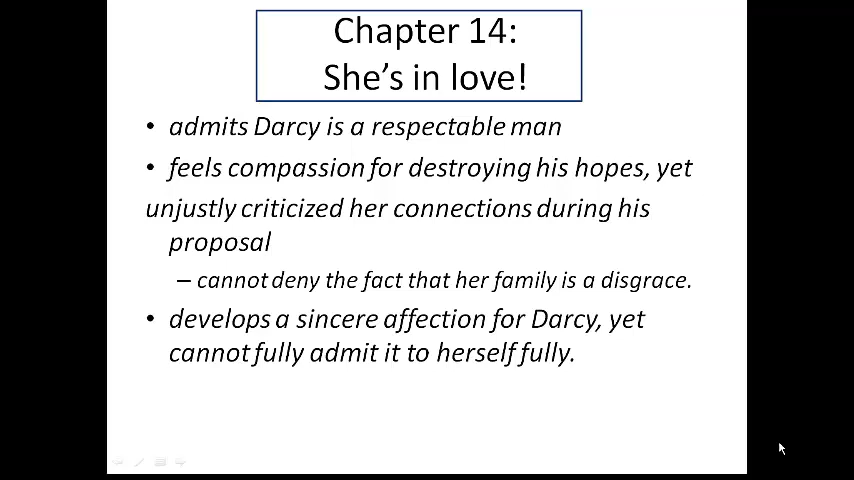 Chapter 14:
She's in love!
• admits Darcy is a respectable man
• feels compassion for destroying his hopes, yet
unjustly criticized her connections during his
proposal
– cannot deny the fact that her family is a disgrace.
• develops a sincere affection for Darcy, yet
cannot fully admit it to herself fully.